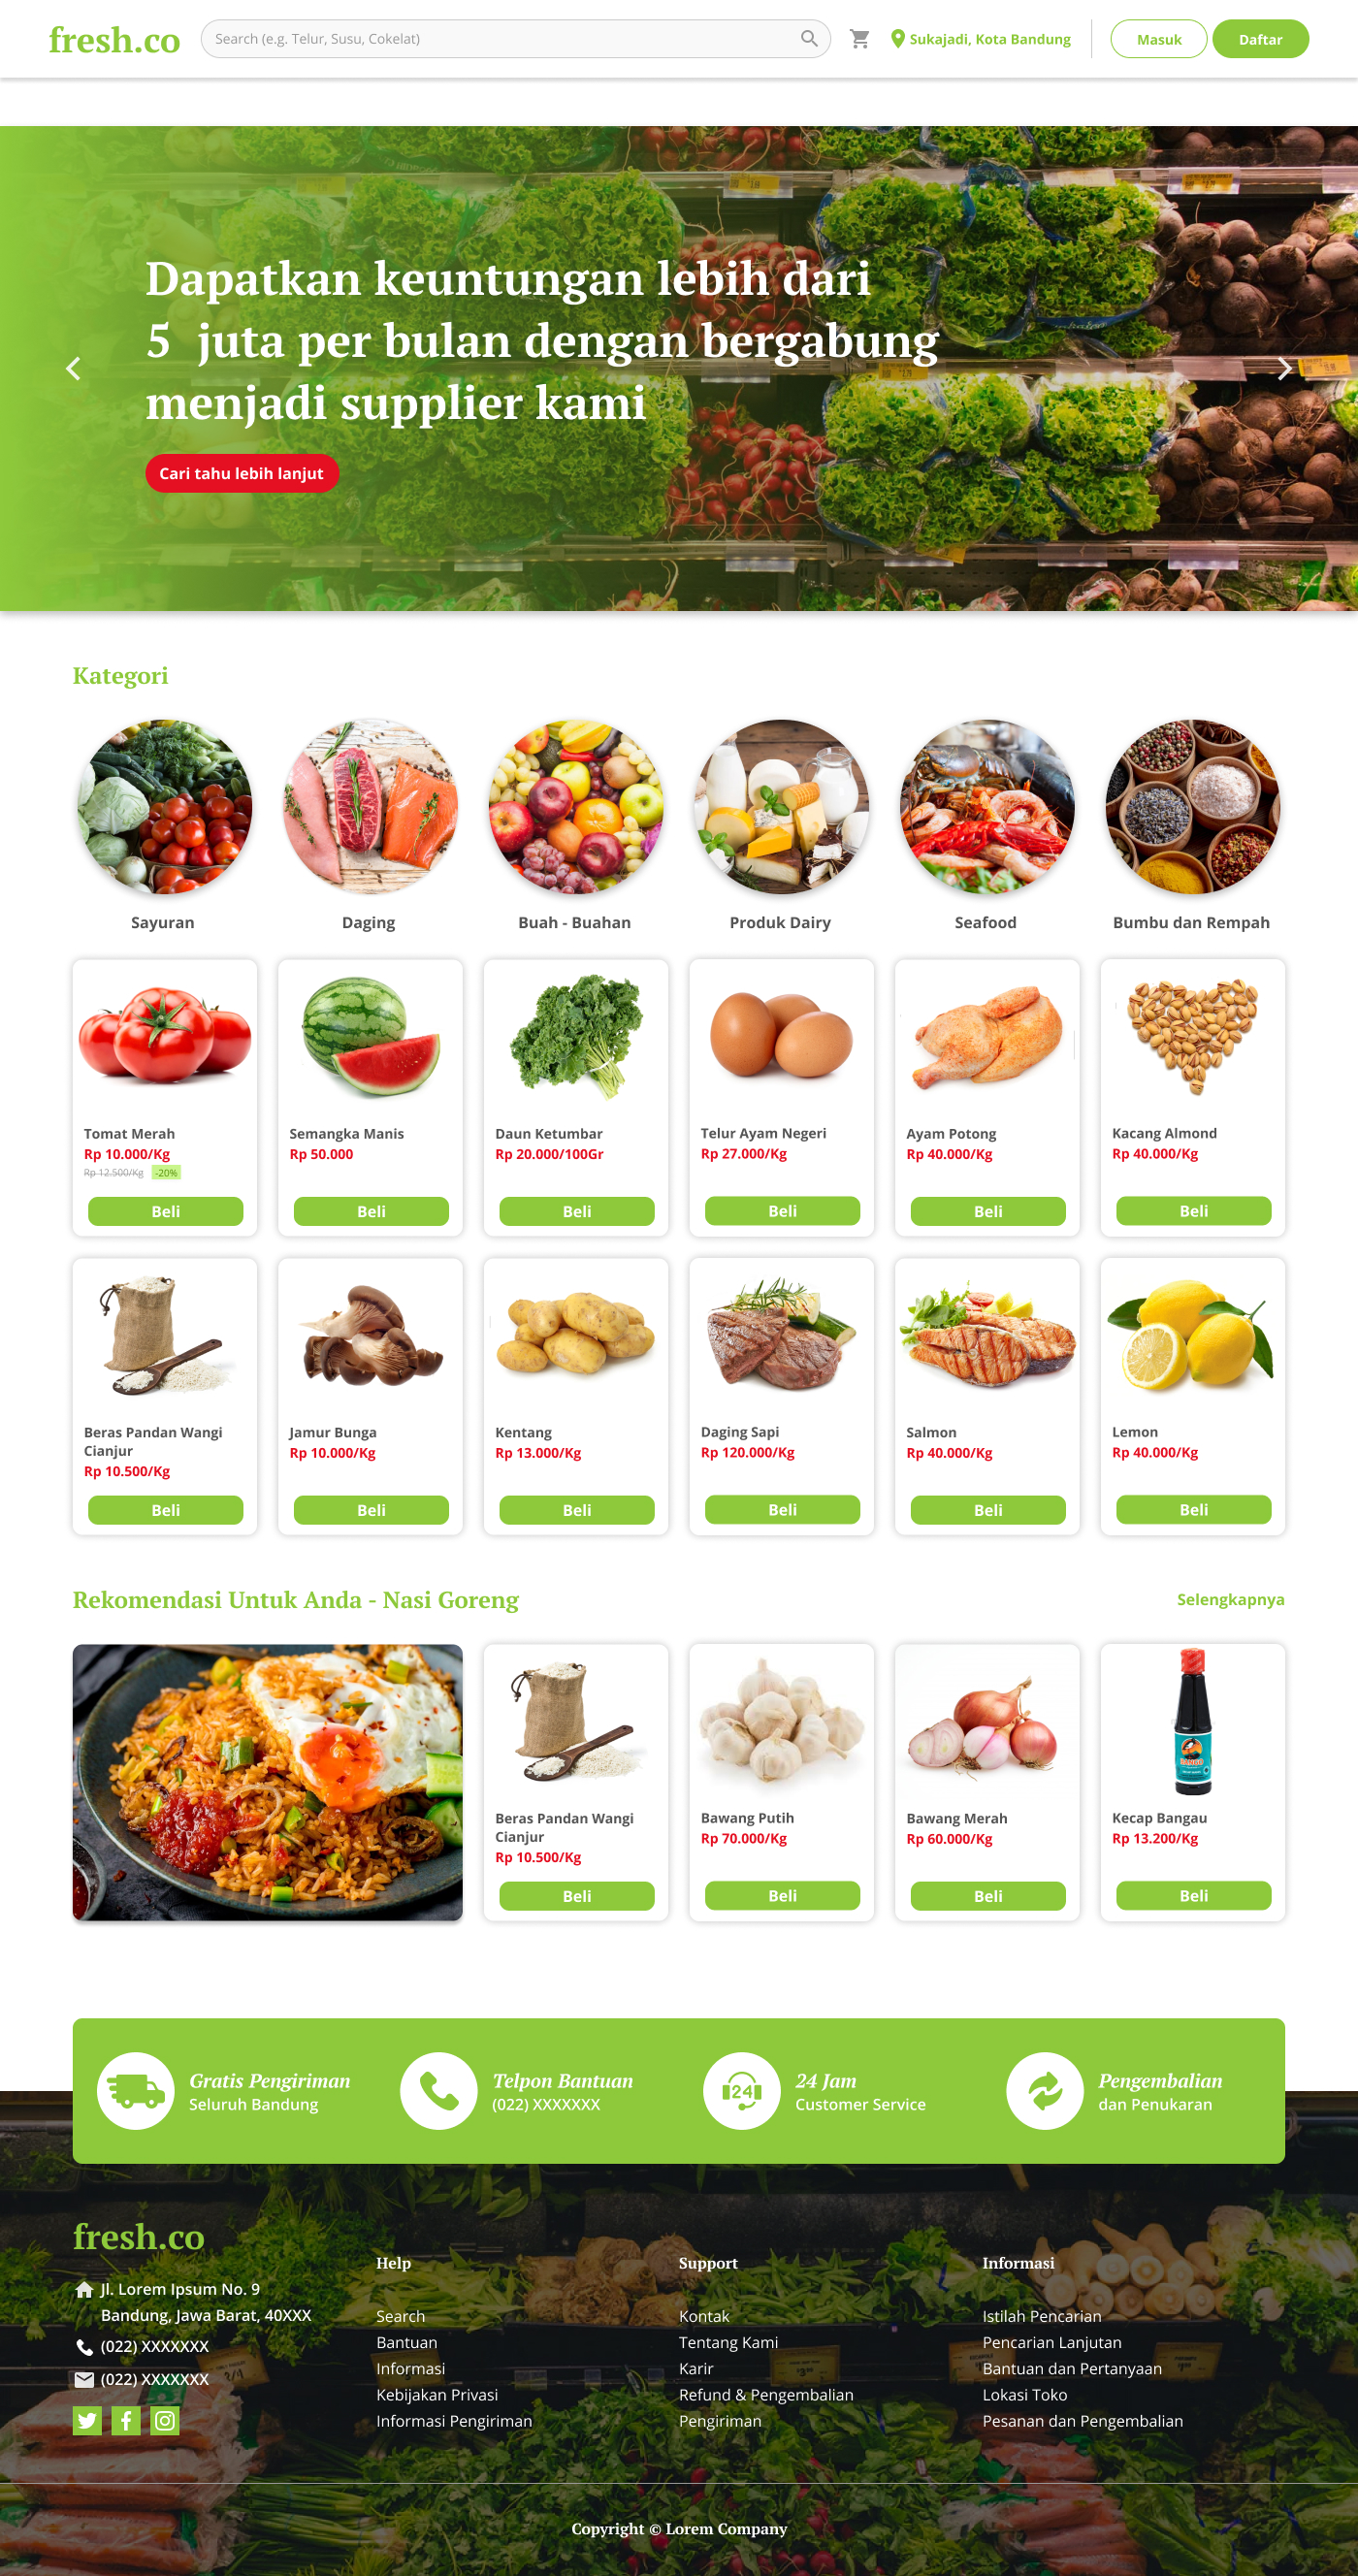 fresh.co
Search (e.g. Telur, Susu, Cokelat)
Sukajadi, Kota Bandung
Masuk
Daftar
Dapatkan keuntungan lebih dari
5 juta per bulan dengan bergabung
menjadi supplier kami
Cari tahu lebih lanjut
Kategori
Sayuran
Daging
Buah - Buahan
Produk Dairy
Seafood
Bumbu dan Rempah
Tomat Merah
Rp 10.000/Kg
Rp 12.500/Kg
-20%
Beli
Semangka Manis
Rp 50.000
Beli
Daun Ketumbar
Rp 20.000/100Gr
Beli
Telur Ayam Negeri
Rp 27.000/Kg
Beli
Ayam Potong
Rp 40.000/Kg
Beli
Kacang Almond
Rp 40.000/Kg
Beli
Beras Pandan Wangi
Cianjur
Rp 10.500/Kg
Beli
Jamur Bunga
Rp 10.000/Kg
Beli
Kentang
Rp 13.000/Kg
Beli
Daging Sapi
Rp 120.000/Kg
Beli
Salmon
Rp 40.000/Kg
Beli
Lemon
Rp 40.000/Kg
Beli
Rekomendasi Untuk Anda - Nasi Goreng
Selengkapnya
Beras Pandan Wangi
Cianjur
Rp 10.500/Kg
Beli
Bawang Putih
Rp 70.000/Kg
Beli
Bawang Merah
Rp 60.000/Kg
Beli
Kecap Bangau
Rp 13.200/Kg
Beli
Gratis Pengiriman
Seluruh Bandung
Telpon Bantuan
(022) XXXXXXX
24
24 Jam
Customer Service
Pengembalian
dan Penukaran
fresh.co
Jl. Lorem Ipsum No. 9
Bandung, Jawa Barat, 40XXX
(022) XXXXXXX
(022) XXXXXXX
Help
Search
Bantuan
Informasi
Kebijakan Privasi
Informasi Pengiriman
Support
Kontak
Tentang Kami
Karir
Refund & Pengembalian
Pengiriman
Informasi
Istilah Pencarian
Pencarian Lanjutan
Bantuan dan Pertanyaan
Lokasi Toko
Pesanan dan Pengembalian
Copyright © Lorem Company